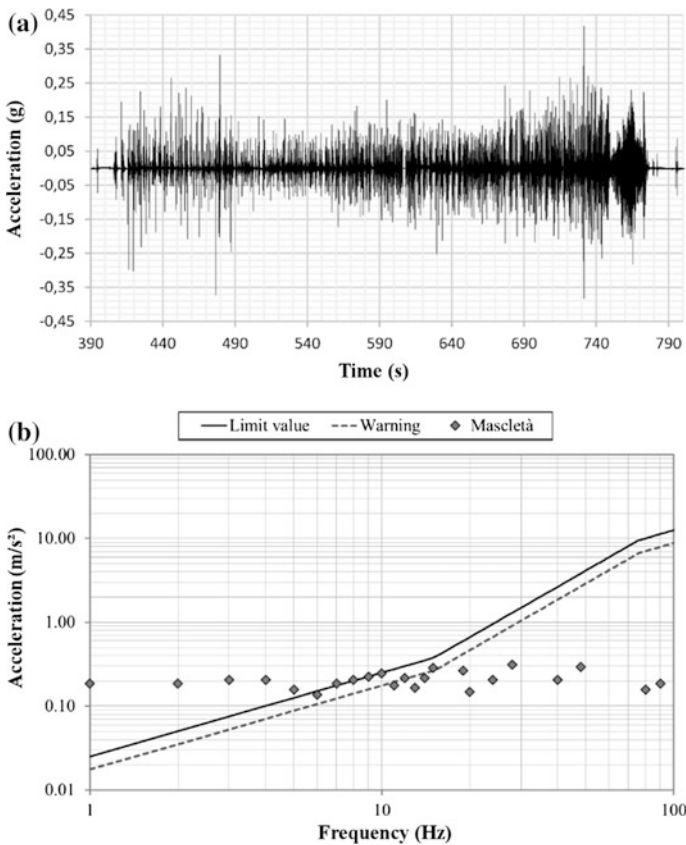 (a)
0,45
0,35
0,25
0,15
0,05
-0,05
-0,15
-0,25
-0,35
-0,45
Acceleration (g)
390 440 490 540 590 640 690 740 790
Time (s)
(b)
Limit value Warning Mascletà
100.00
10.00
1.00
0.10
0.01
Acceleration (m/s²)
1 10 100
Frequency (Hz)